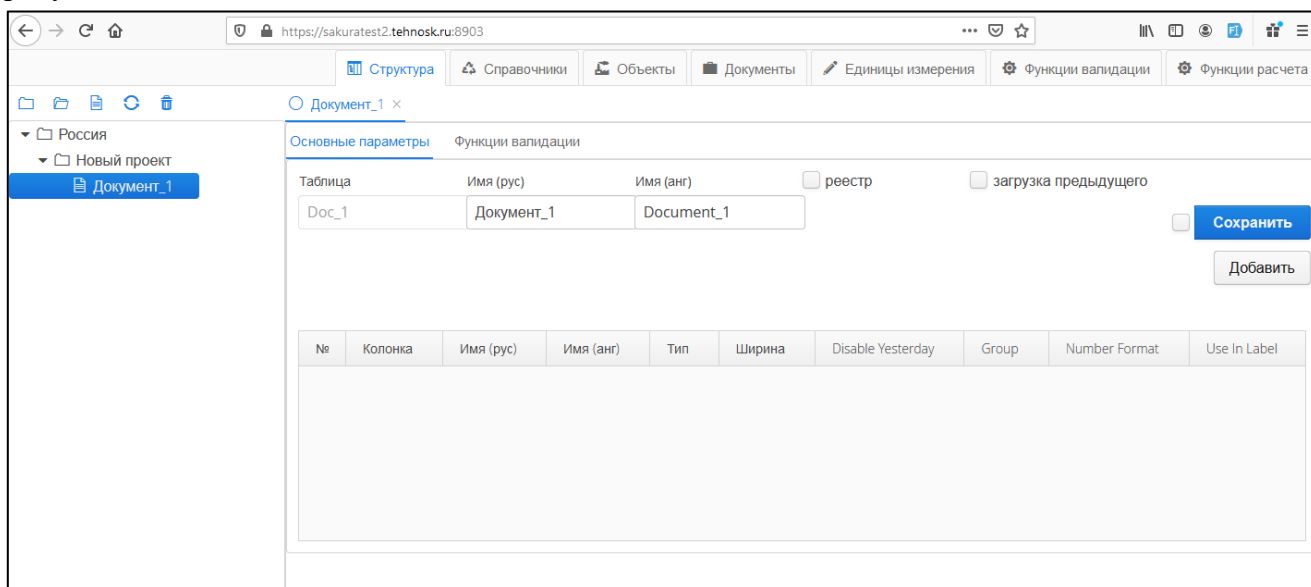 https://sakuratest2.tehnosk.ru:8903
Структура Справочники Объекты Документы Единицы измерения Функции валидации Функции расчета
Документ_1 ×
Россия
Новый проект
Документ_1
Основные параметры Функции валидации
Таблица Имя (рус) Имя (анг) реестр загрузка предыдущего
Doc_1 Документ_1 Document_1
Сохранить
Добавить
№ Колонка Имя (рус) Имя (анг) Тип Ширина Disable Yesterday Group Number Format Use In Label